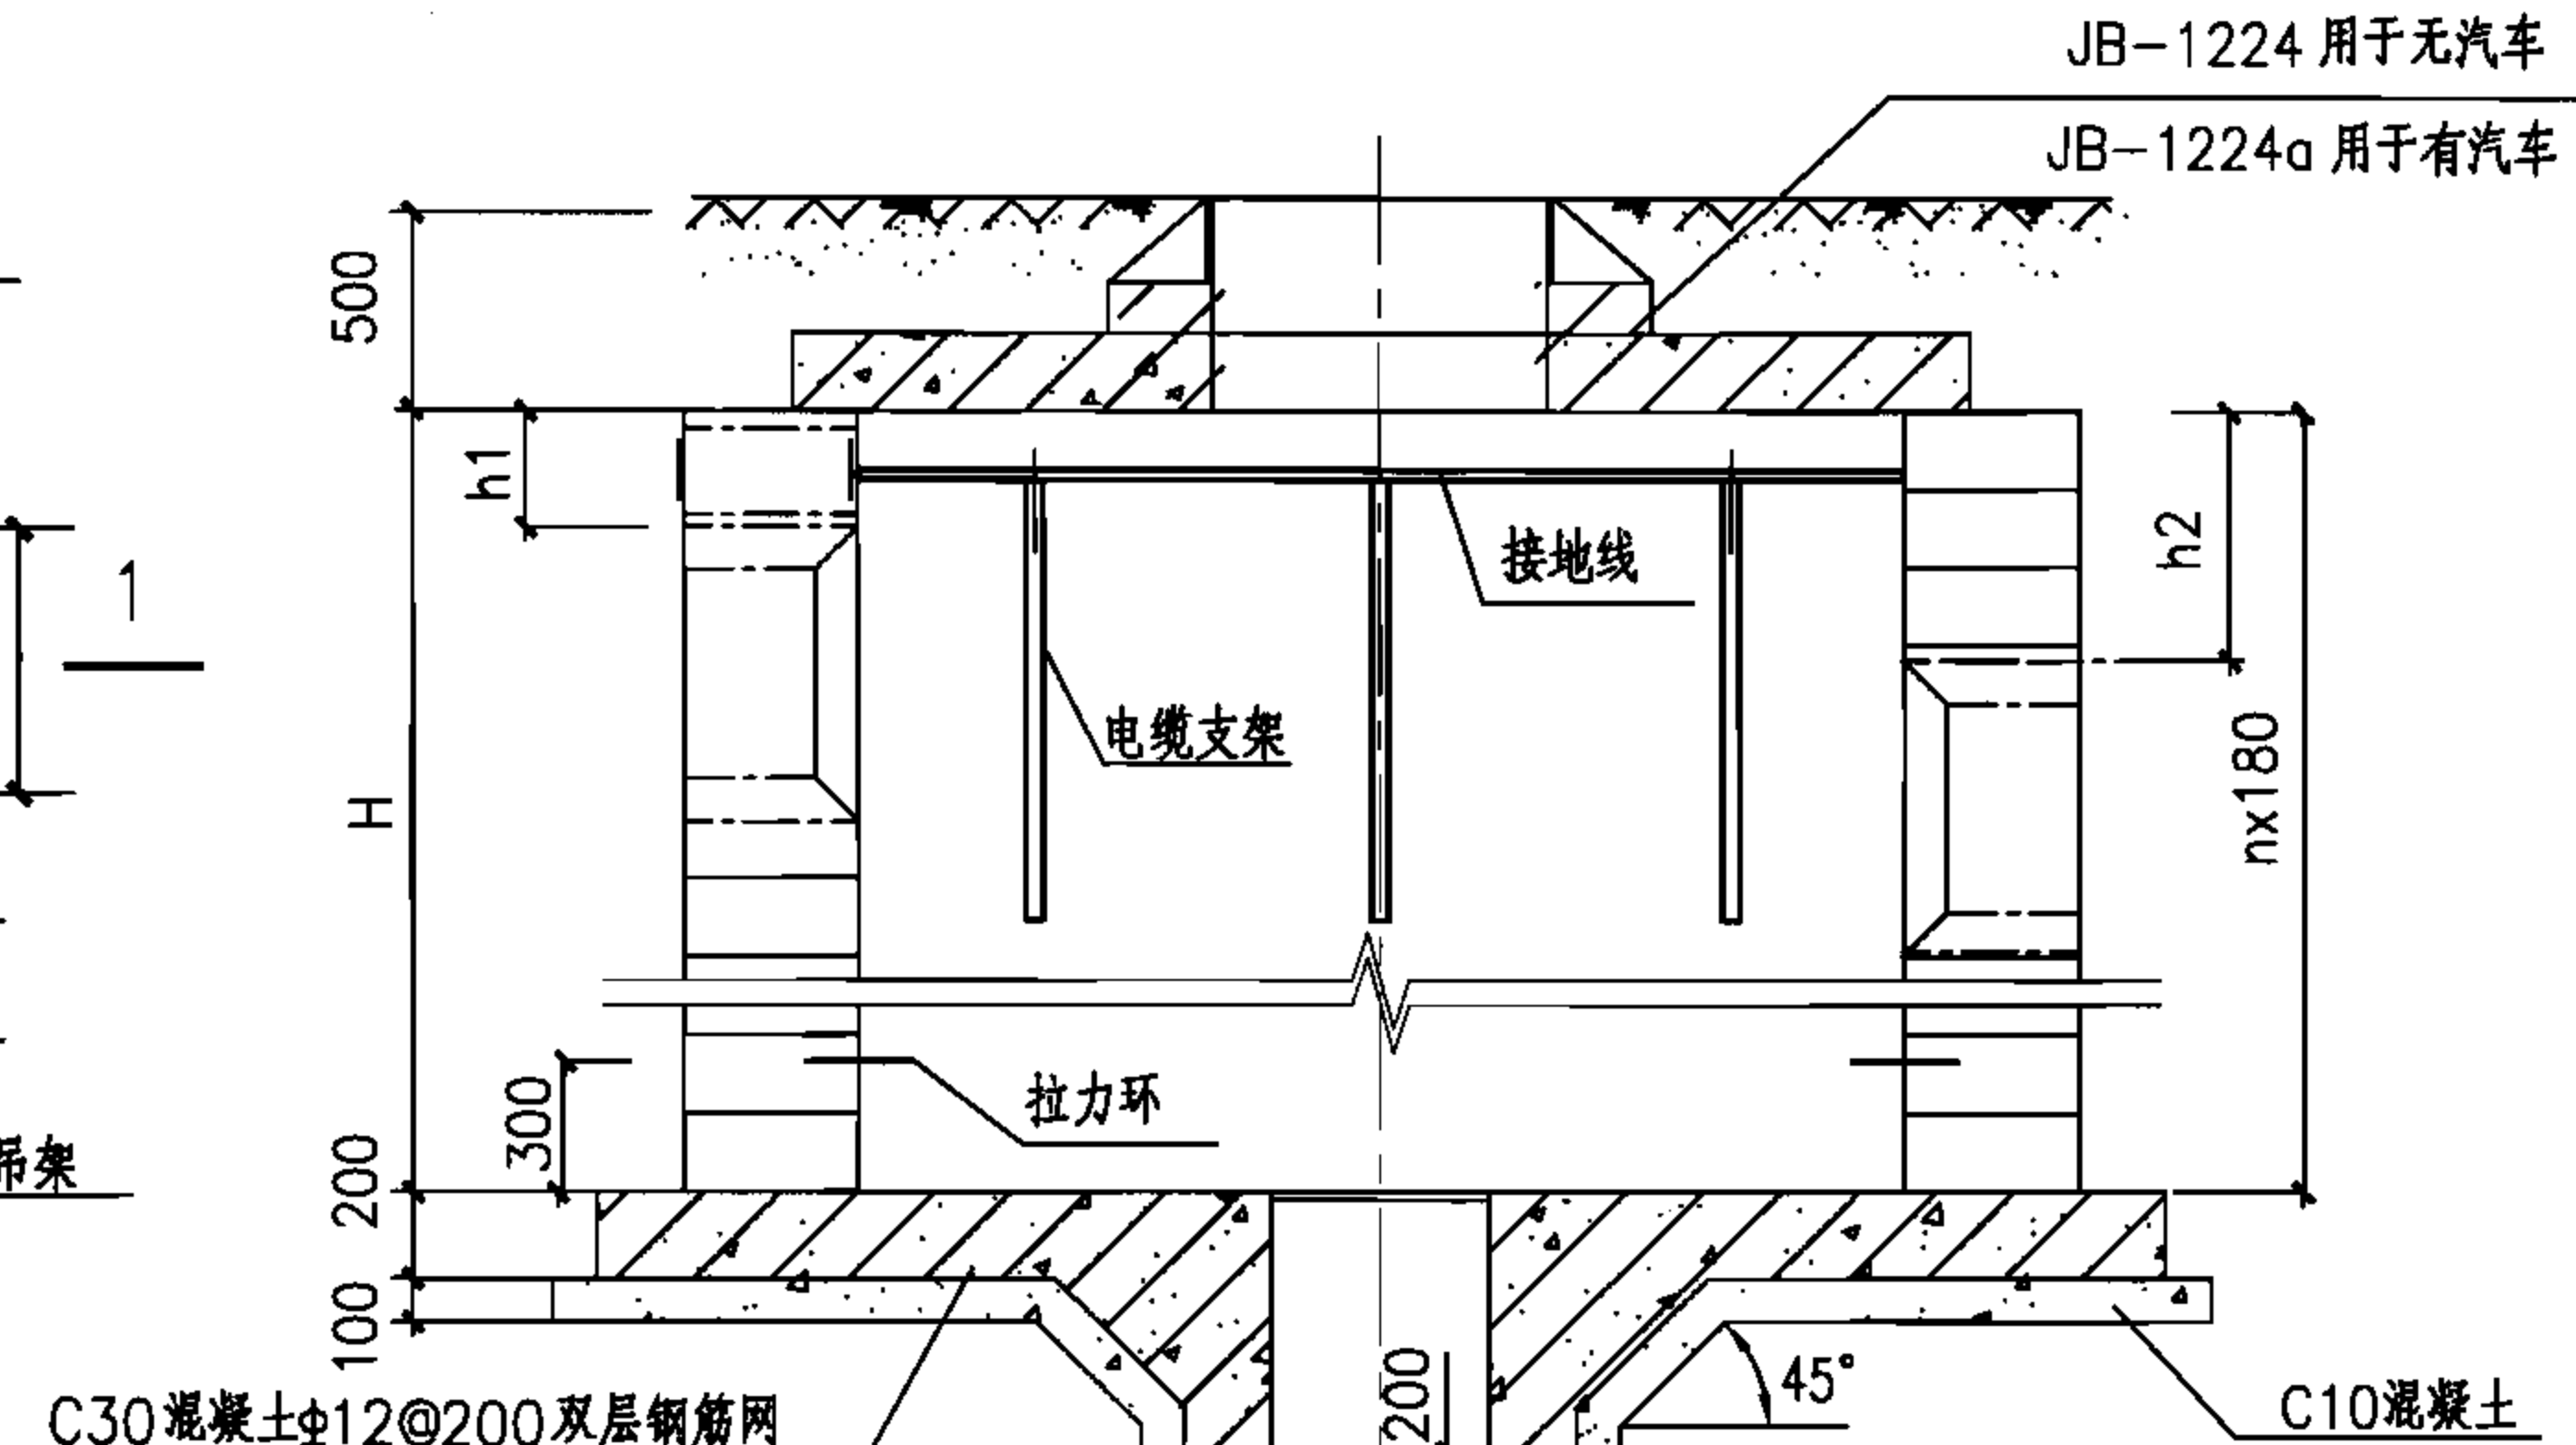 JB-1224 用于无汽车
JB-1224a 用于有汽车
500
h1
h2
接地线
1
电缆支架
nx180
H
拉力环
300
吊架
200
100
45°
200
C30混凝土ф12@200双层钢筋网
C10混凝土